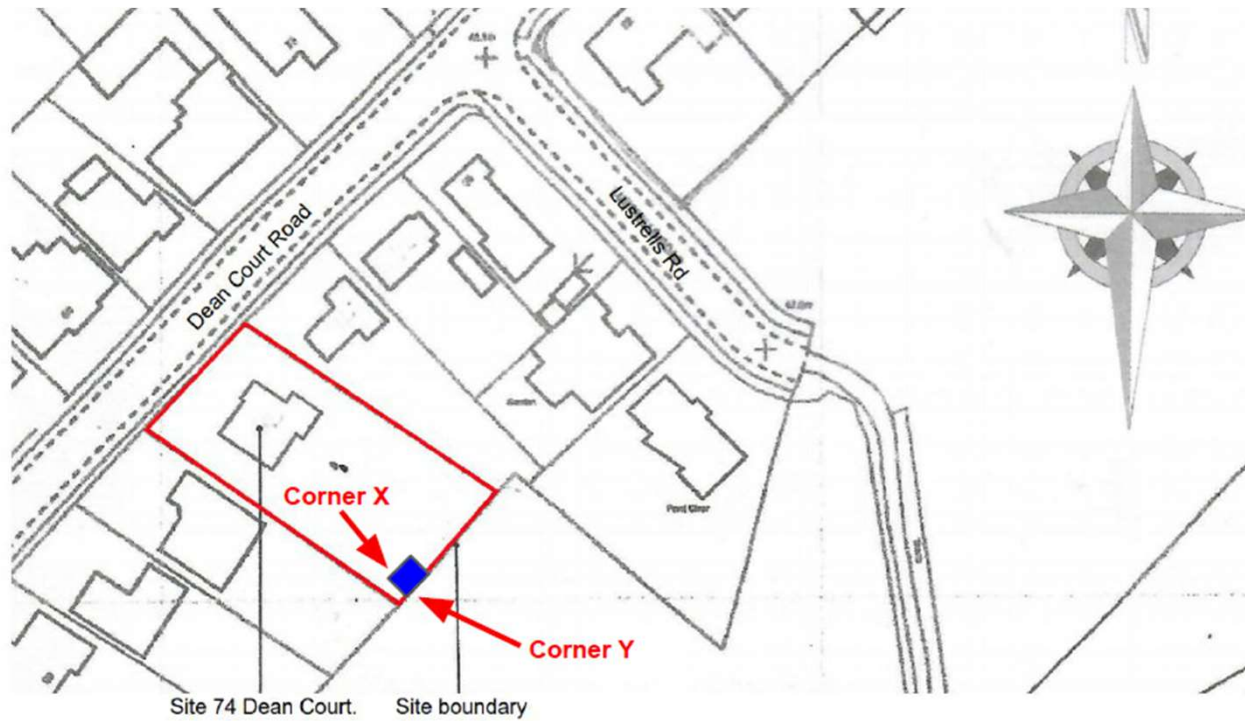 Dean Court Road
Lustrells Rd
Corner X
Corner Y
Site 74 Dean Court.
Site boundary